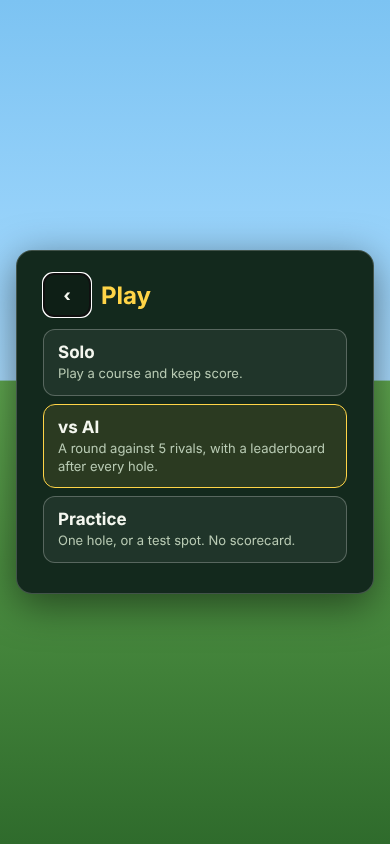 ‹ Play
Solo
Play a course and keep score.
vs AI
A round against 5 rivals, with a leaderboard
after every hole.
Practice
One hole, or a test spot. No scorecard.